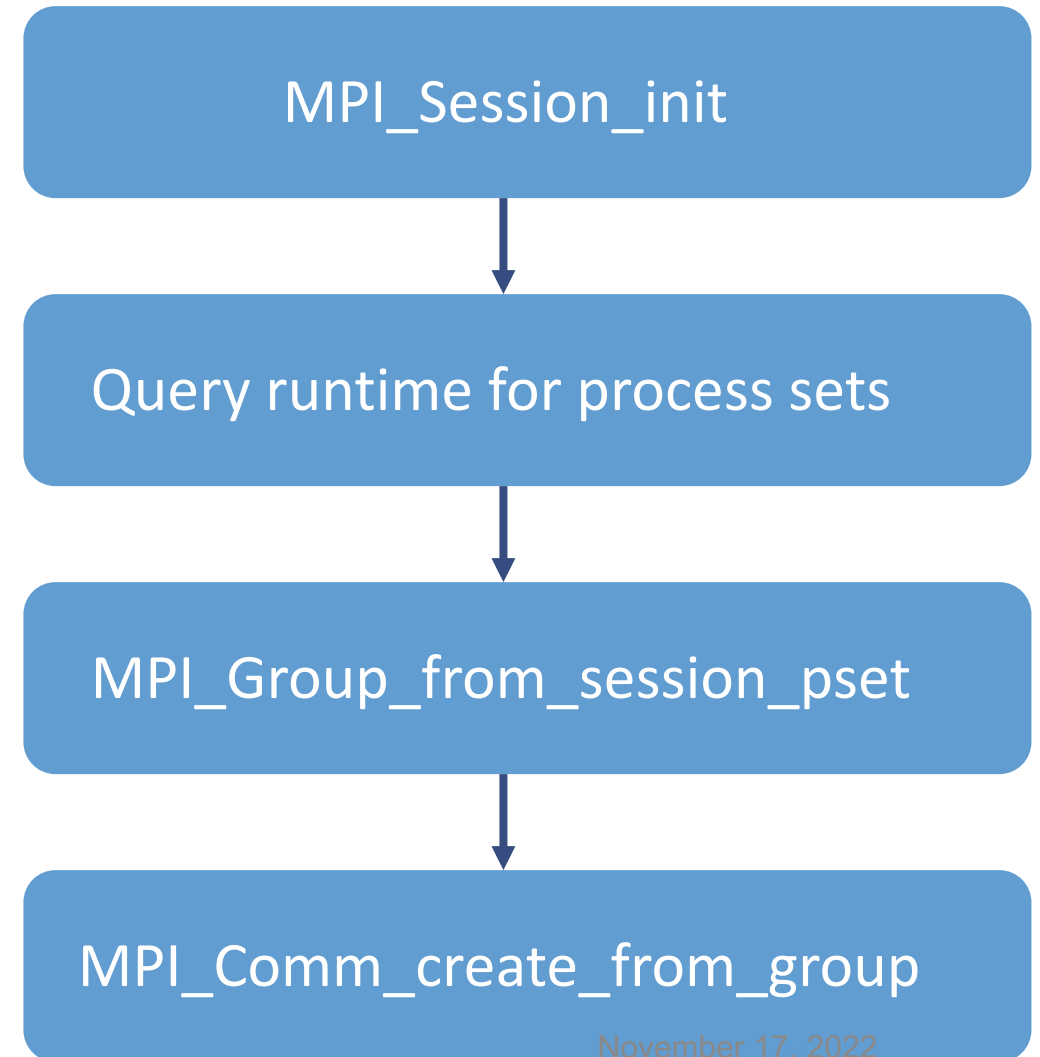 MPI_Session_init
Query runtime for process sets
MPI_Group_from_session_pset
MPI_Comm_create_from_group
November 17, 2022